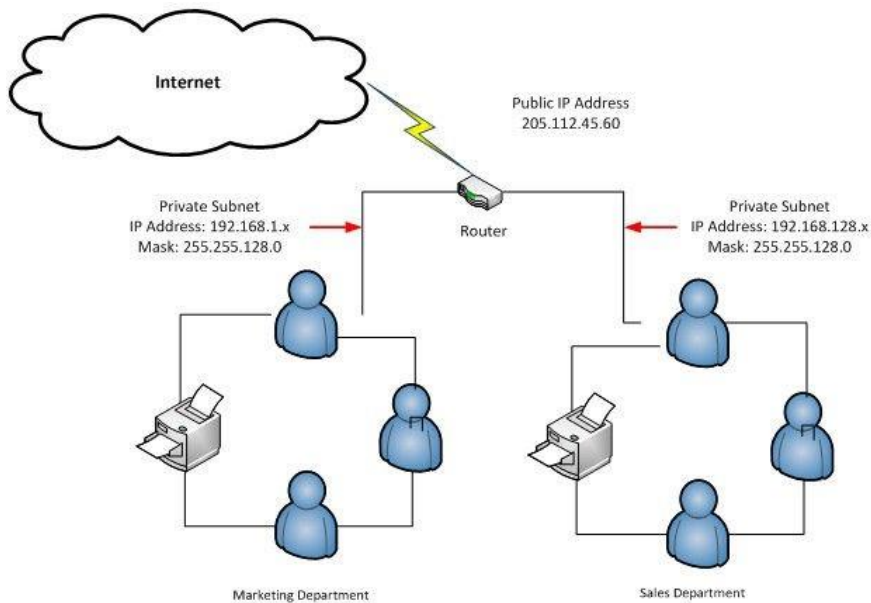 Internet
Public IP Address
205.112.45.60
Private Subnet
IP Address: 192.168.1.x
Mask: 255.255.128.0
Router
Private Subnet
IP Address: 192.168.128.x
Mask: 255.255.128.0
Marketing Department
Sales Department